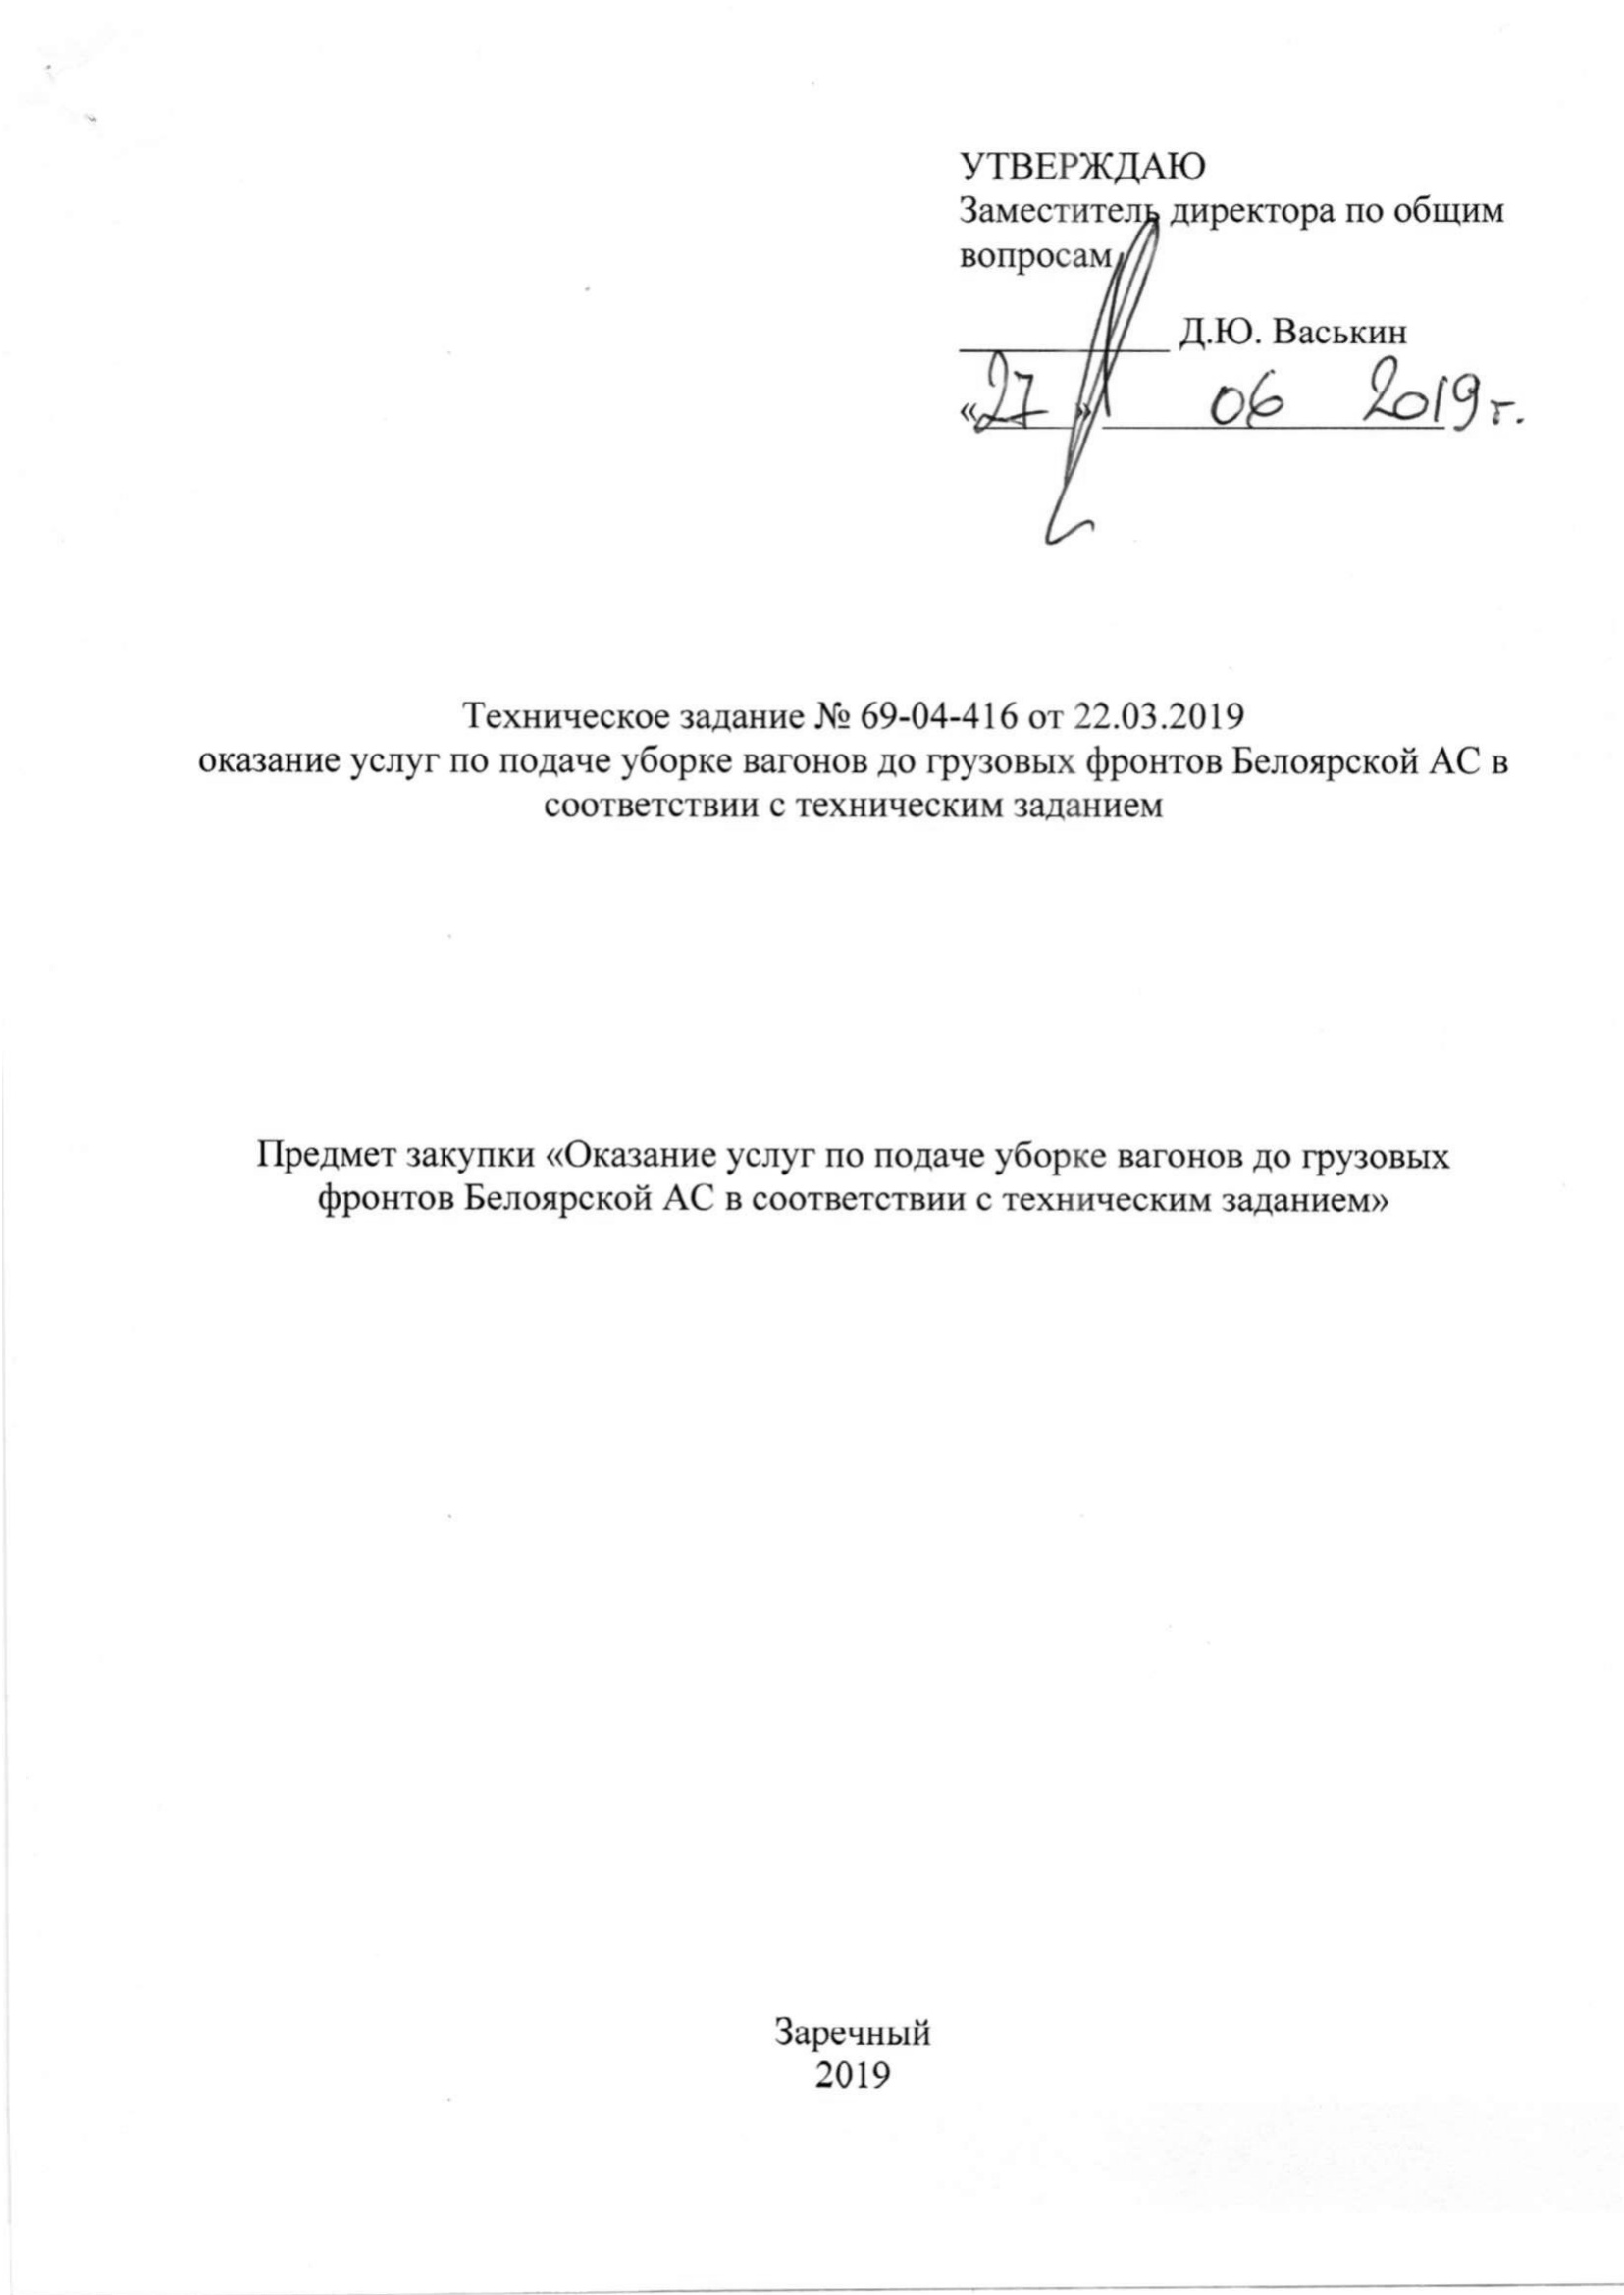 УТВЕРЖДАЮ
Заместитель директора по общим
вопросам
Д.Ю. Васькин
«27» 06 2019 г.
Техническое задание № 69-04-416 от 22.03.2019
оказание услуг по подаче уборке вагонов до грузовых фронтов Белоярской АС в
соответствии с техническим заданием
Предмет закупки «Оказание услуг по подаче уборке вагонов до грузовых
фронтов Белоярской АС в соответствии с техническим заданием»
Заречный
2019